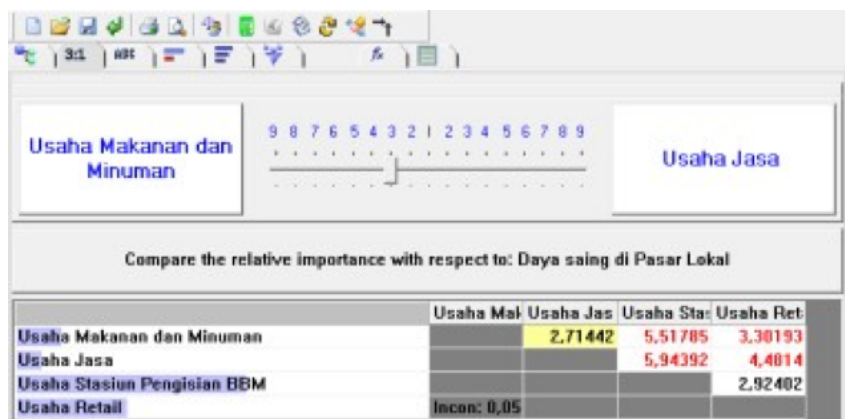 3:1 ABC fx
9 8 7 6 5 4 3 2 1 2 3 4 5 6 7 8 9
Usaha Makanan dan
Minuman
Usaha Jasa
Compare the relative importance with respect to: Daya saing di Pasar Lokal
Usaha Mal Usaha Jas Usaha Sta: Usaha Ret
Usaha Makanan dan Minuman 2,71442 5,51785 3,30193
Usaha Jasa 5,94392 4,4014
Usaha Stasiun Pengisian BBM 2,92402
Usaha Retail Incon: 0,05